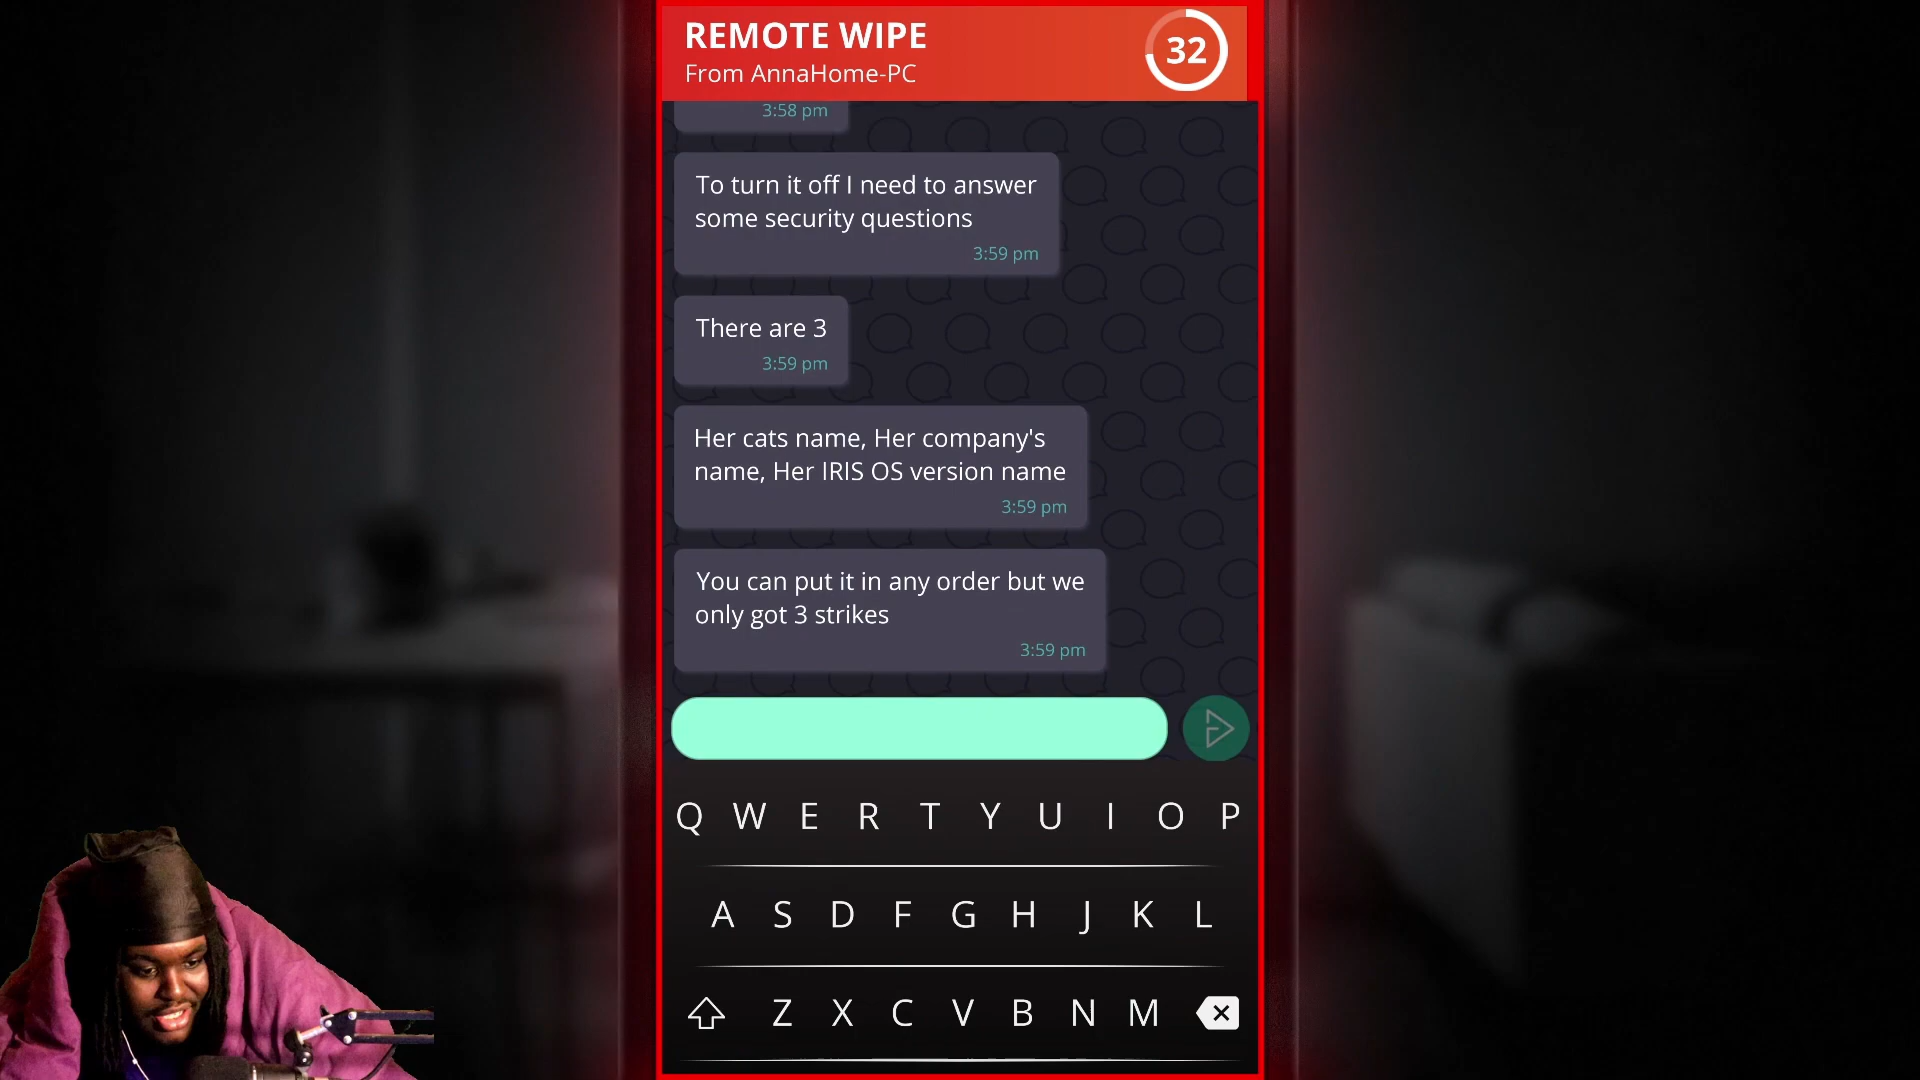 REMOTE WIPE
From AnnaHome-PC
32
3:58 pm
To turn it off I need to answer
some security questions
3:59 pm
There are 3
3:59 pm
Her cats name, Her company's
name, Her IRIS OS version name
3:59 pm
You can put it in any order but we
only got 3 strikes
3:59 pm
Q W E R T Y U I O P
A S D F G H J K L
Z X C V B N M